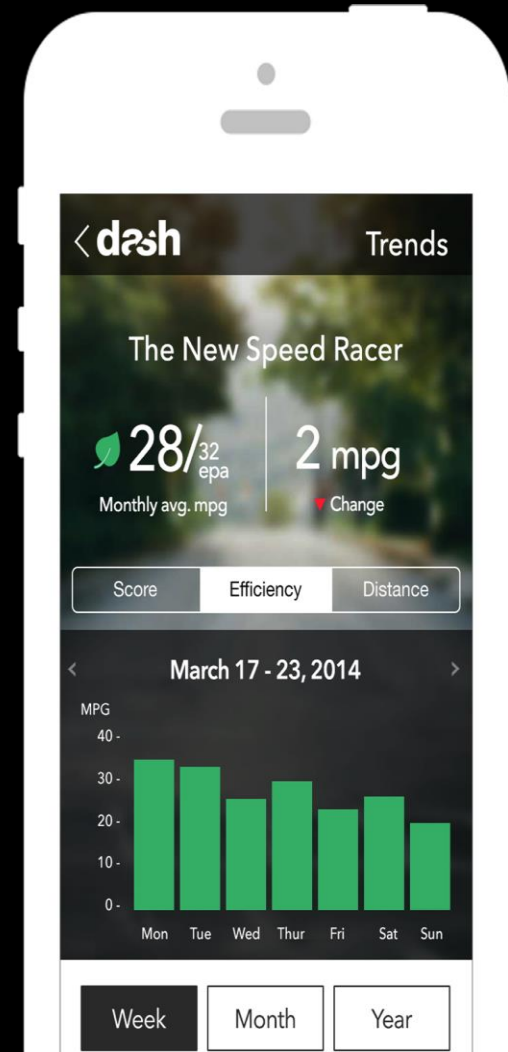 dash
Trends
The New Speed Racer
28/32 epa
Monthly avg. mpg
2 mpg
Change
Score Efficiency Distance
March 17 - 23, 2014
MPG
40 -
30 -
20 -
10 -
0 -
Mon Tue Wed Thur Fri Sat Sun
Week Month Year